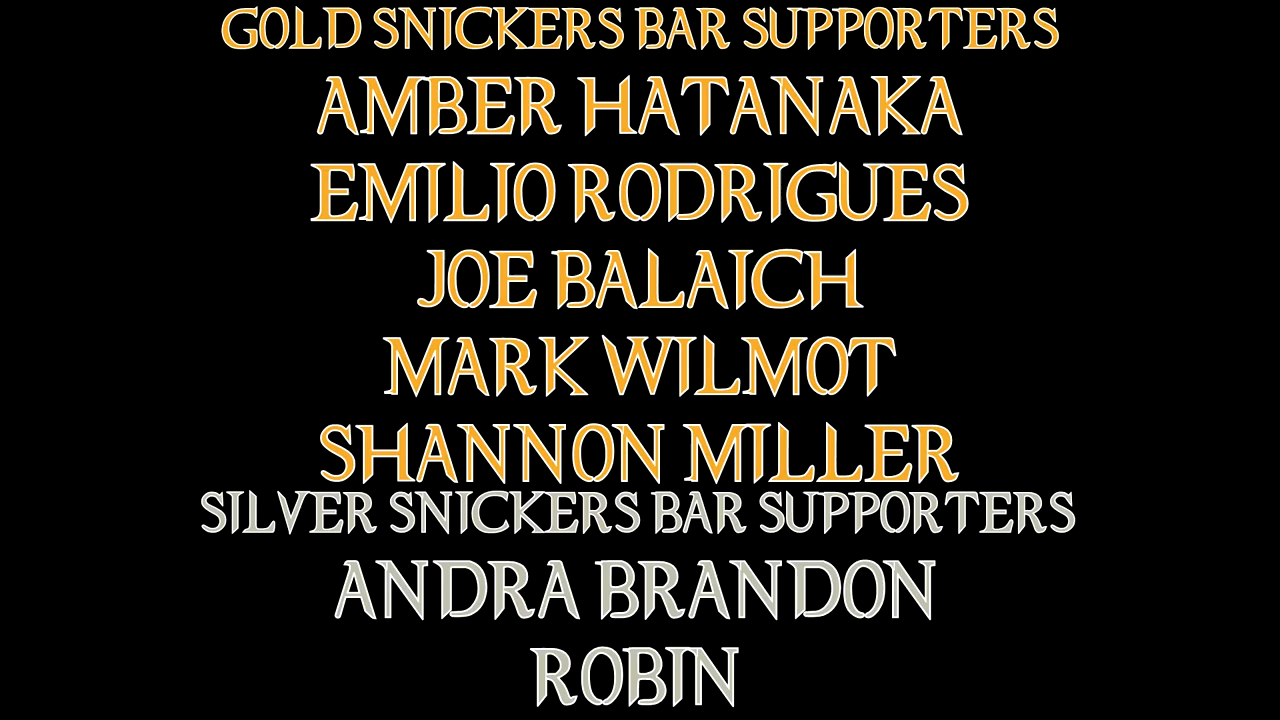 GOLD SNICKERS BAR SUPPORTERS
AMBER HATANAKA
EMILIO RODRIGUES
JOE BALAICH
MARK WILMOT
SHANNON MILLER
SILVER SNICKERS BAR SUPPORTERS
ANDRA BRANDON
ROBIN